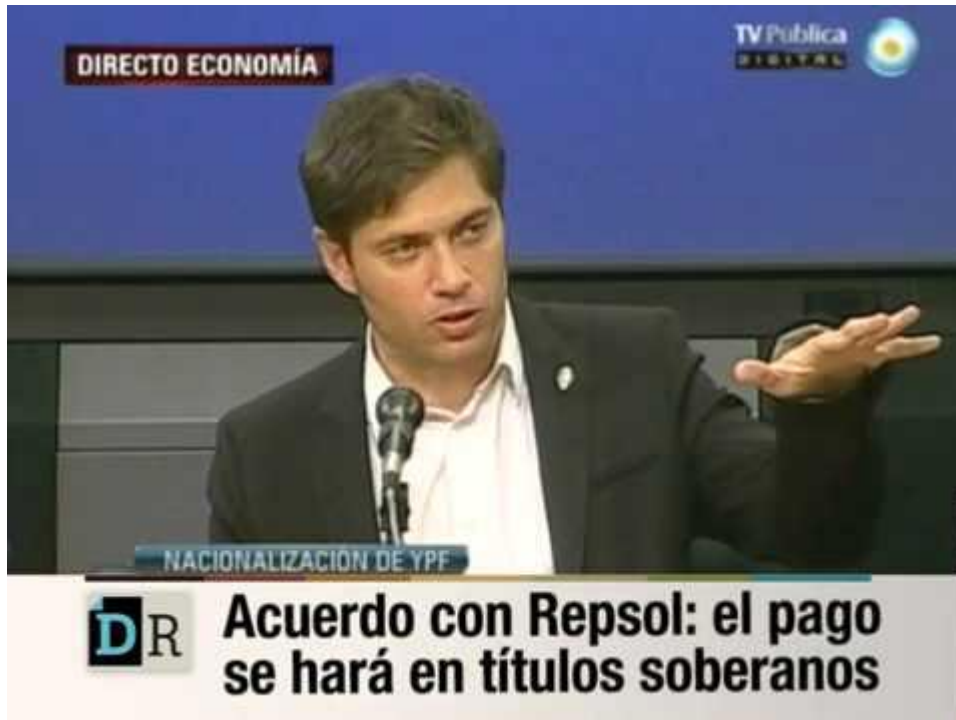 DIRECTO ECONOMÍA
TV Pública
DIGITAL
NACIONALIZACIÓN DE YPF
DR
Acuerdo con Repsol: el pago
se hará en títulos soberanos